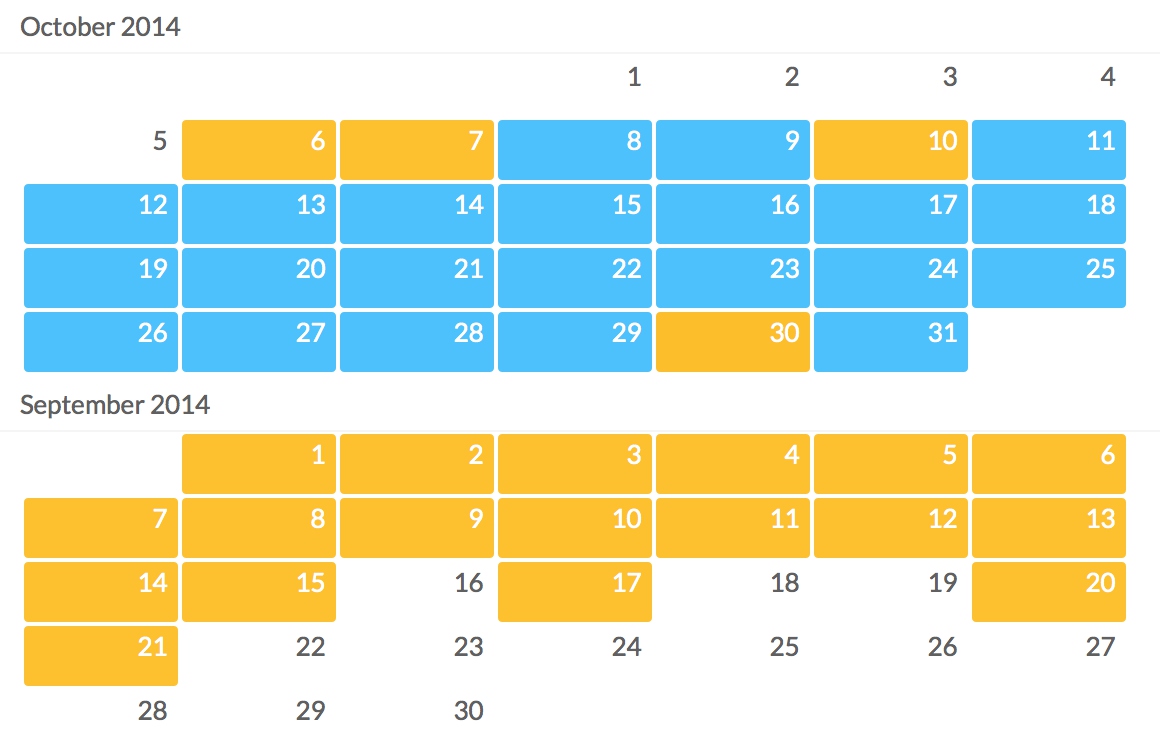 October 2014
1 2 3 4
5 6 7 8 9 10 11
12 13 14 15 16 17 18
19 20 21 22 23 24 25
26 27 28 29 30 31
September 2014
1 2 3 4 5 6
7 8 9 10 11 12 13
14 15 16 17 18 19 20
21 22 23 24 25 26 27
28 29 30